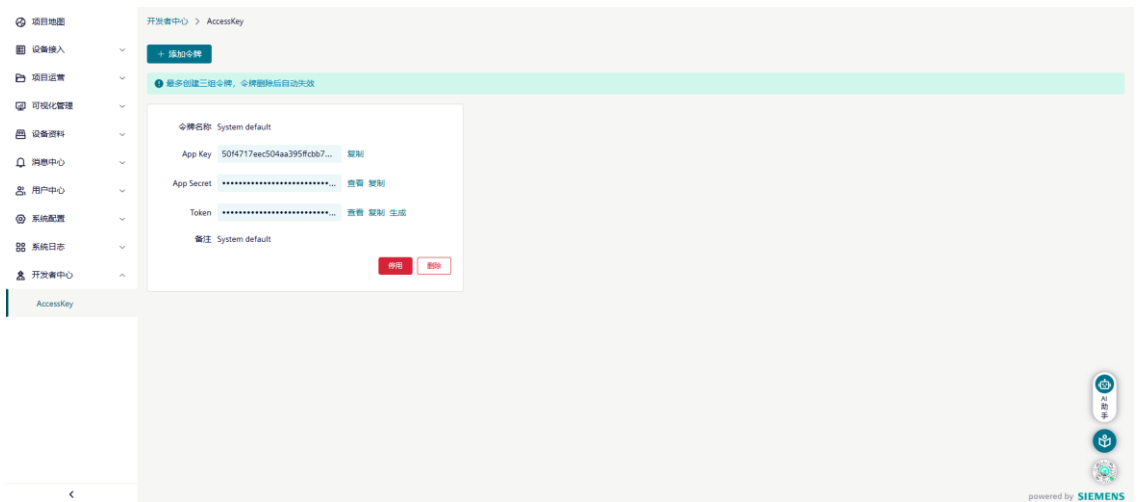 项目地图
设备接入
项目运营
可视化管理
设备资料
消息中心
用户中心
系统配置
系统日志
开发者中心
AccessKey
开发者中心 > AccessKey
+ 添加令牌
最多创建三组令牌，令牌删除后自动失效
令牌名称 System default
App Key 50f4717eec504aa395ffcbb7... 复制
App Secret ••••••••••••••••••••••••••... 查看 复制
Token ••••••••••••••••••••••••••... 查看 复制 生成
备注 System default
停用 删除
AI
助
手
powered by SIEMENS